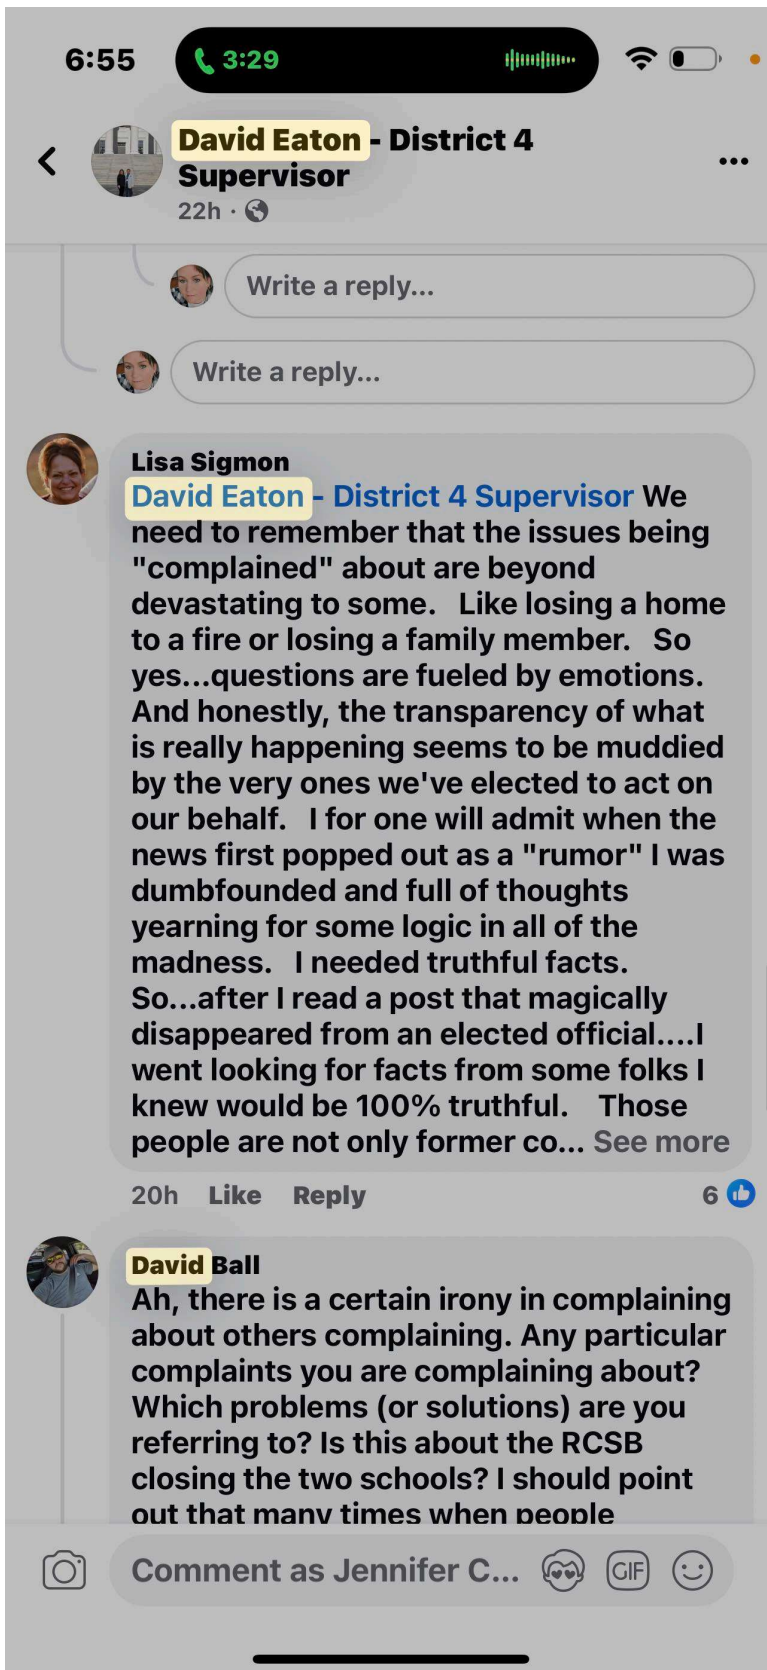 6:55
3:29
David Eaton - District 4
Supervisor
22h ·
Write a reply...
Write a reply...
Lisa Sigmon
David Eaton - District 4 Supervisor We
need to remember that the issues being
"complained" about are beyond
devastating to some.   Like losing a home
to a fire or losing a family member.   So
yes...questions are fueled by emotions.
And honestly, the transparency of what
is really happening seems to be muddied
by the very ones we've elected to act on
our behalf.   I for one will admit when the
news first popped out as a "rumor" I was
dumbfounded and full of thoughts
yearning for some logic in all of the
madness.   I needed truthful facts.
So...after I read a post that magically
disappeared from an elected official....I
went looking for facts from some folks I
knew would be 100% truthful.    Those
people are not only former co... See more
20h Like Reply 6
David Ball
Ah, there is a certain irony in complaining
about others complaining. Any particular
complaints you are complaining about?
Which problems (or solutions) are you
referring to? Is this about the RCSB
closing the two schools? I should point
out that many times when people
Comment as Jennifer C... GIF